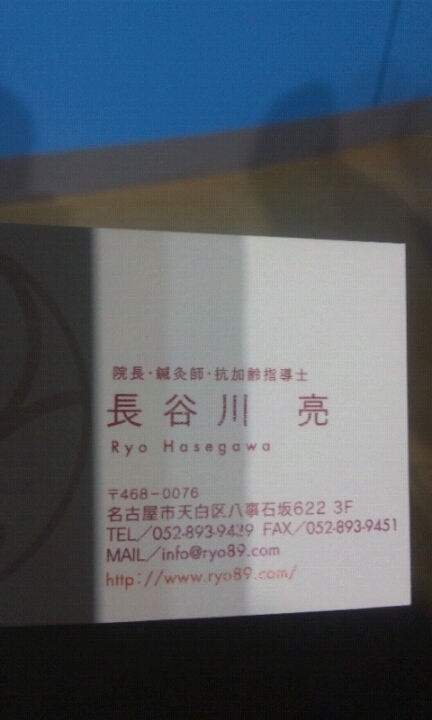 院長・鍼灸師・抗加齢指導士
長谷川 亮
Ryo Hasegawa
〒468-0076
名古屋市天白区八事石坂622 3F
TEL／052-893-9439 FAX／052-893-9451
MAIL／info@ryo89.com
http://www.ryo89.com/